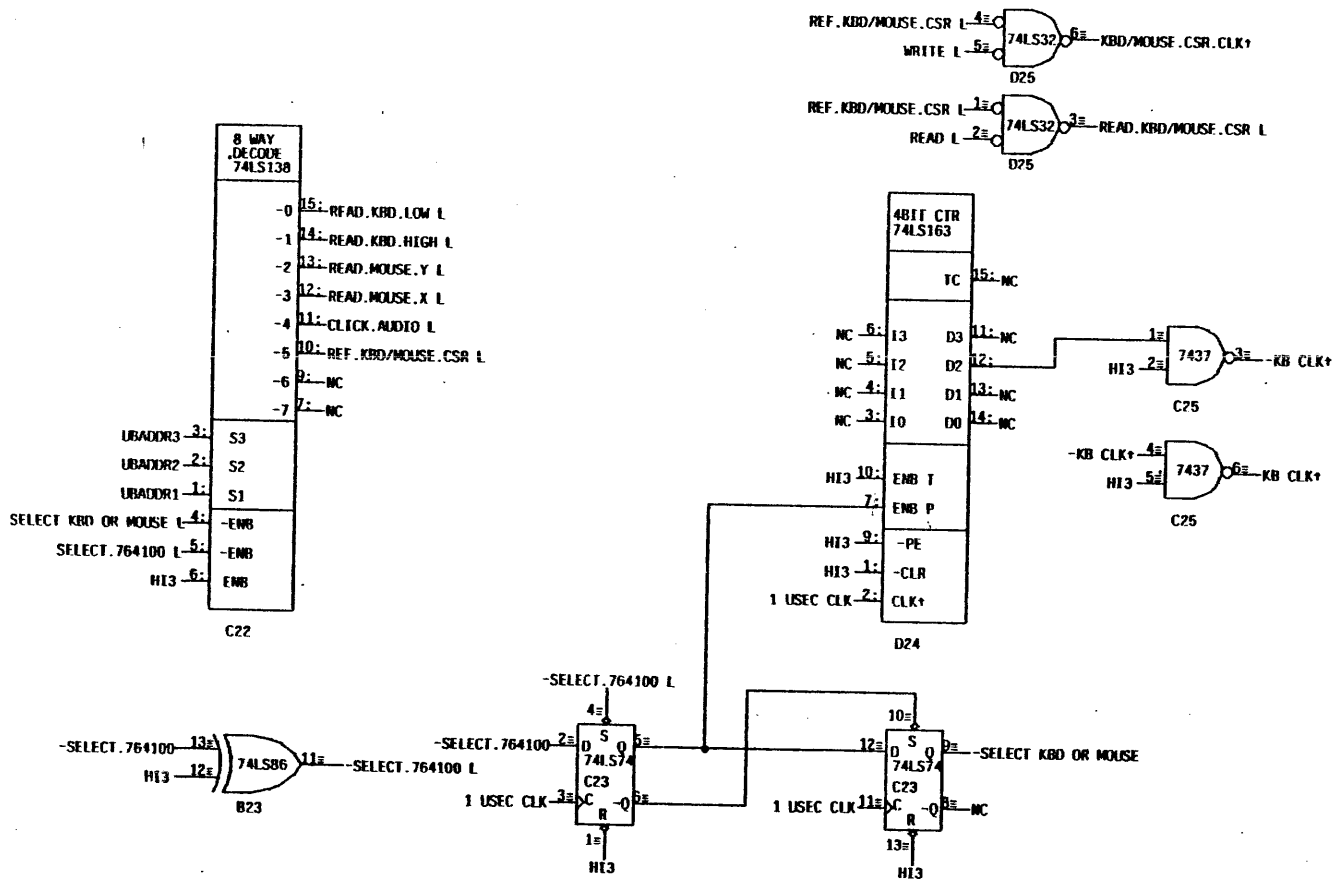 REF.KBD/MOUSE.CSR L 4
WRITE L 5
74LS32
6 KBD/MOUSE.CSR.CLK↑
D25
REF.KBD/MOUSE.CSR L 1
READ L 2
74LS32
3 READ.KBD/MOUSE.CSR L
D25
8 WAY
.DECODE
74LS138
-0 15 READ.KBD.LOW L
-1 14 READ.KBD.HIGH L
-2 13 READ.MOUSE.Y L
-3 12 READ.MOUSE.X L
-4 11 CLICK.AUDIO L
-5 10 REF.KBD/MOUSE.CSR L
-6 9 NC
-7 7 NC
UBADDR3 3 S3
UBADDR2 2 S2
UBADDR1 1 S1
SELECT KBD OR MOUSE L 4 -ENB
SELECT.764100 L 5 -ENB
HI3 6 ENB
C22
4BIT CTR
74LS163
TC 15 NC
NC 6 I3 D3 11 NC
NC 5 I2 D2 12
NC 4 I1 D1 13 NC
NC 3 I0 D0 14 NC
HI3 10 ENB T
7 ENB P
HI3 9 -PE
HI3 1 -CLR
1 USEC CLK 2 CLK↑
D24
1
HI3 2
7437
3 -KB CLK↑
C25
-KB CLK↑ 4
HI3 5
7437
6 KB CLK↑
C25
-SELECT.764100 13
HI3 12
74LS86
11 -SELECT.764100 L
B23
-SELECT.764100 L
4
S
-SELECT.764100 2 D Q 5
74LS74
C23
1 USEC CLK 3 C -Q 6
R
1
HI3
10
S
12 D Q 9 -SELECT KBD OR MOUSE
74LS74
C23
1 USEC CLK 11 C -Q 8 NC
R
13
HI3